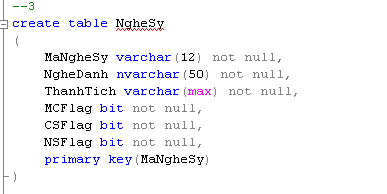 --3
create table NgheSy
(
MaNgheSy varchar(12) not null,
NgheDanh nvarchar(50) not null,
ThanhTich varchar(max) not null,
MCFlag bit not null,
CSFlag bit not null,
NSFlag bit not null,
primary key(MaNgheSy)
)